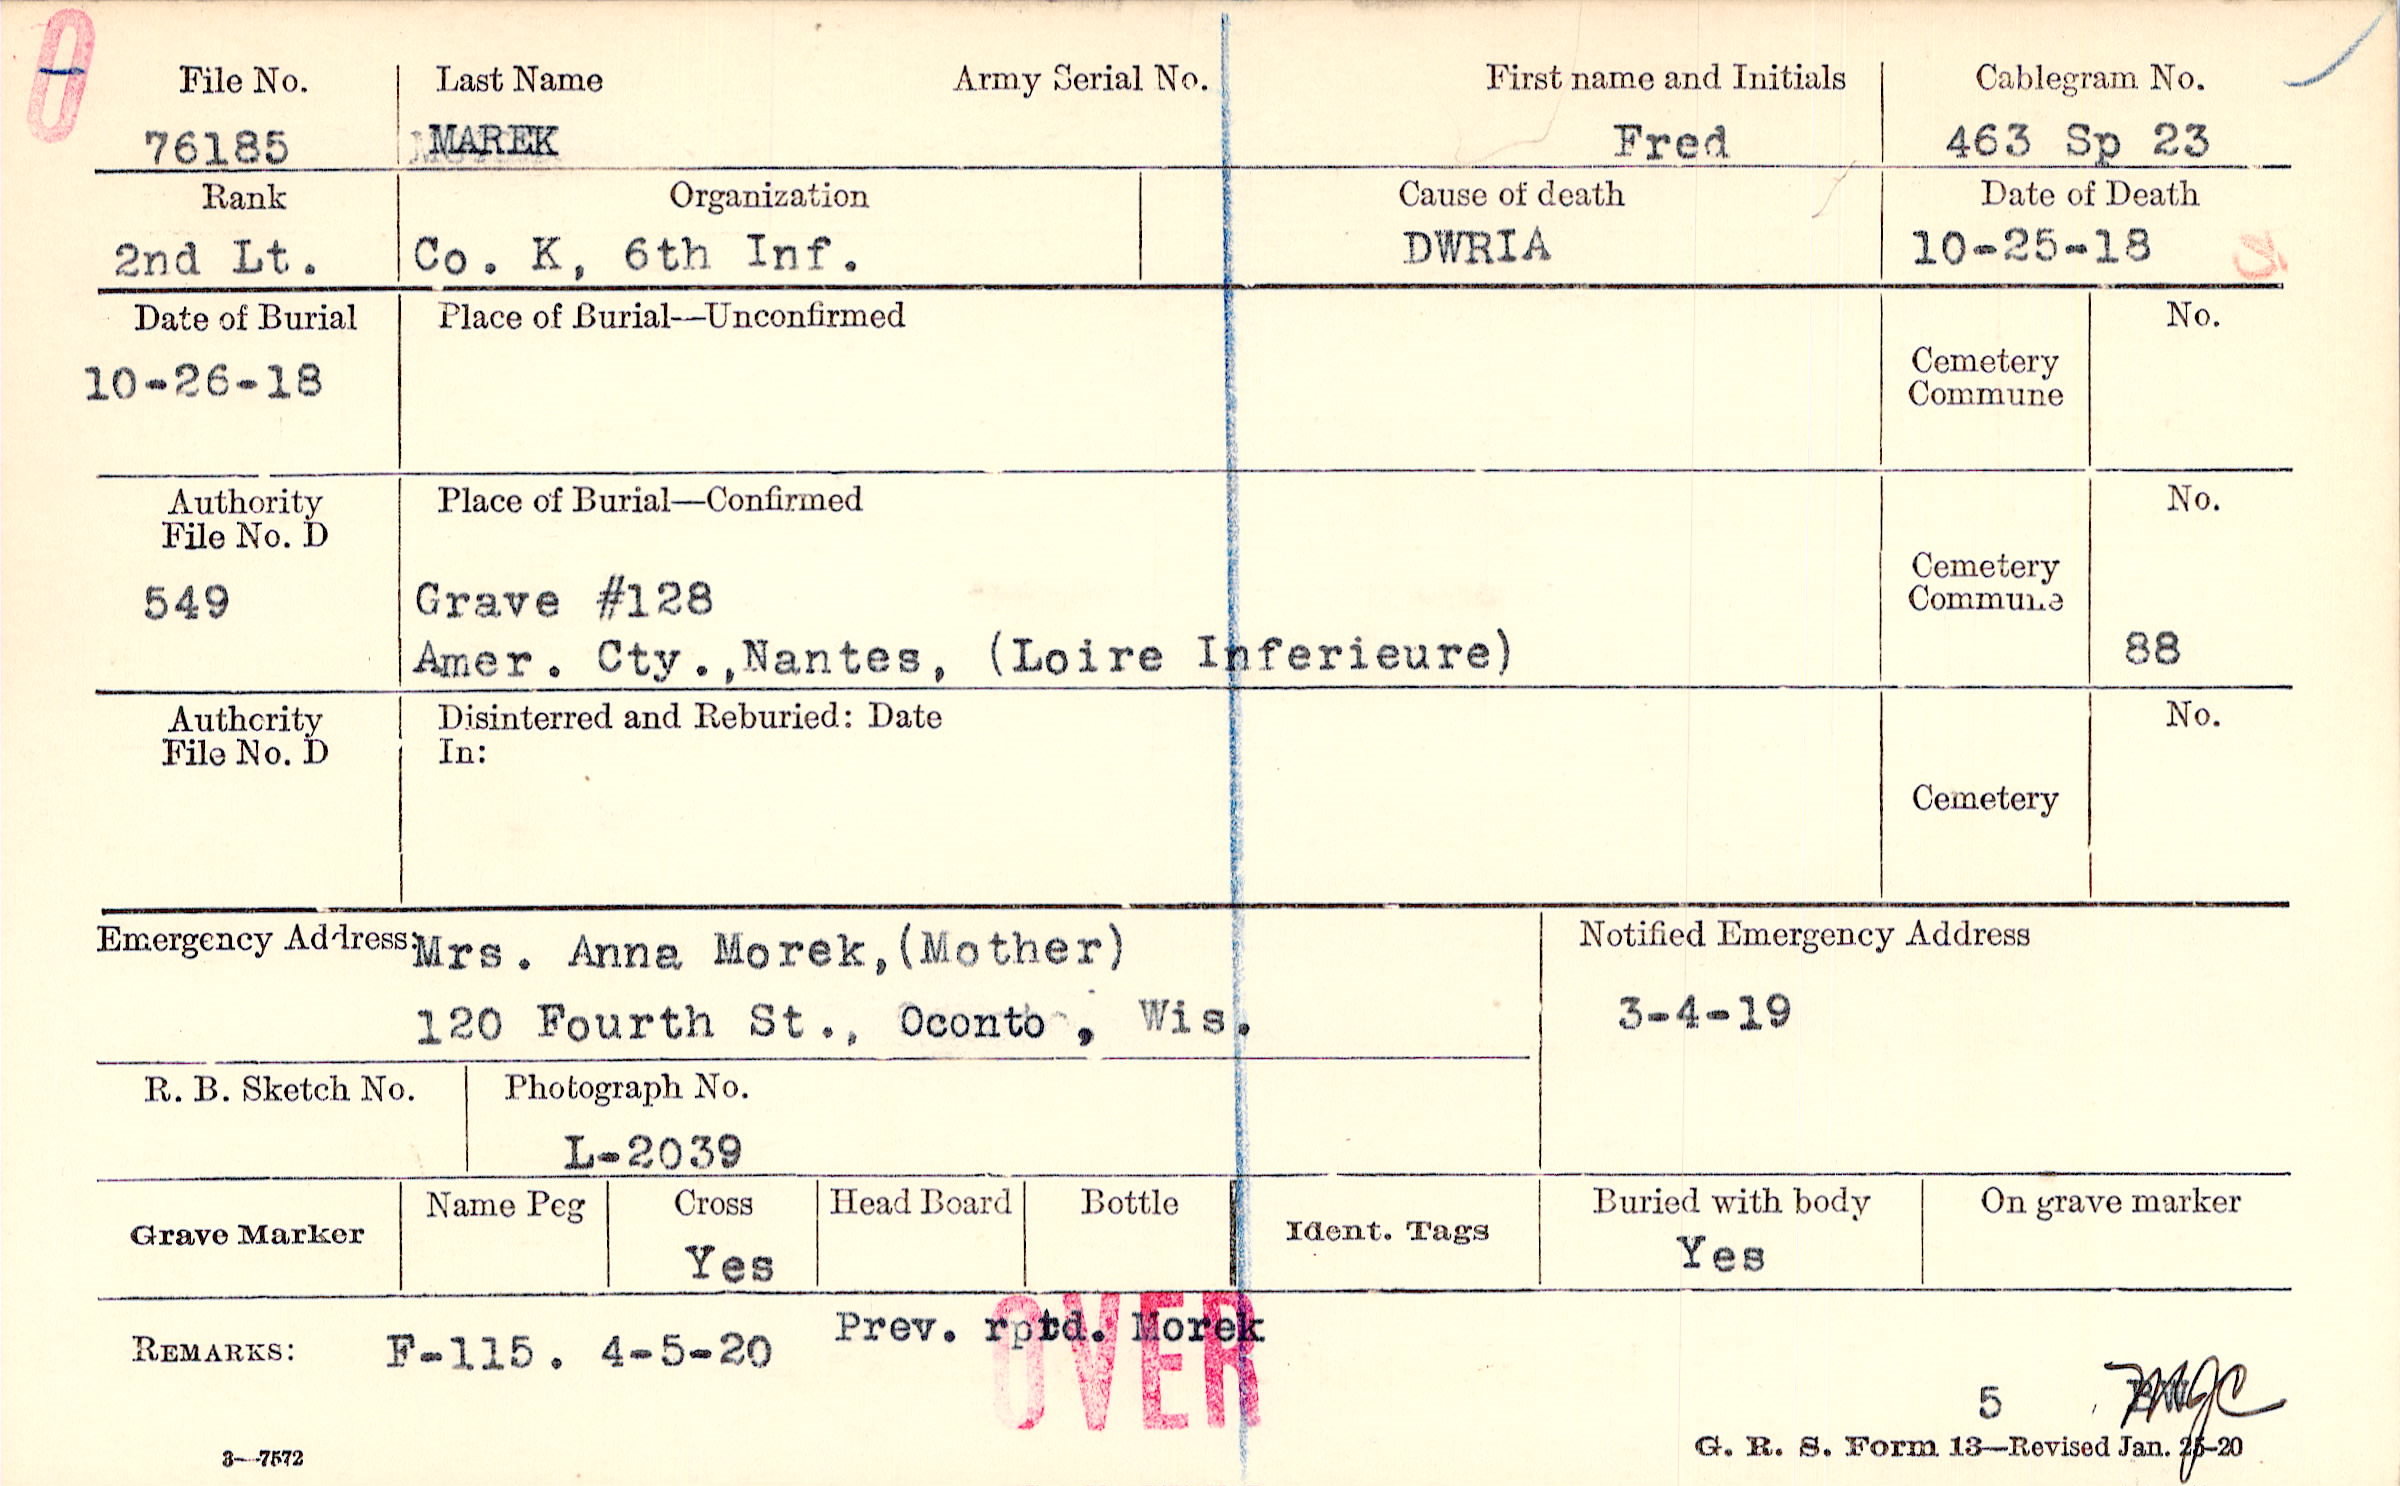 File No. Last Name Army Serial No. First name and Initials Cablegram No.
76185 MAREK Fred 463 Sp 23
Rank Organization Cause of death Date of Death
2nd Lt. Co. K, 6th Inf. DWRIA 10-25-18
Date of Burial Place of Burial—Unconfirmed No.
10-26-18 Cemetery
Commune
Authority Place of Burial—Confirmed No.
File No. D
549 Grave #128 Cemetery
Commune
Amer. Cty.,Nantes, (Loire Inferieure) 88
Authority Disinterred and Reburied: Date No.
File No. D In:
Cemetery
Emergency Address: Mrs. Anna Morek,(Mother) Notified Emergency Address
120 Fourth St., Oconto , Wis. 3-4-19
R. B. Sketch No. Photograph No.
L-2039
Grave Marker Name Peg Cross Head Board Bottle Ident. Tags Buried with body On grave marker
Yes Yes
REMARKS: F-115. 4-5-20 Prev. rptd. Morek
OVER
5
3—7572 G. R. S. Form 13—Revised Jan. 25-20